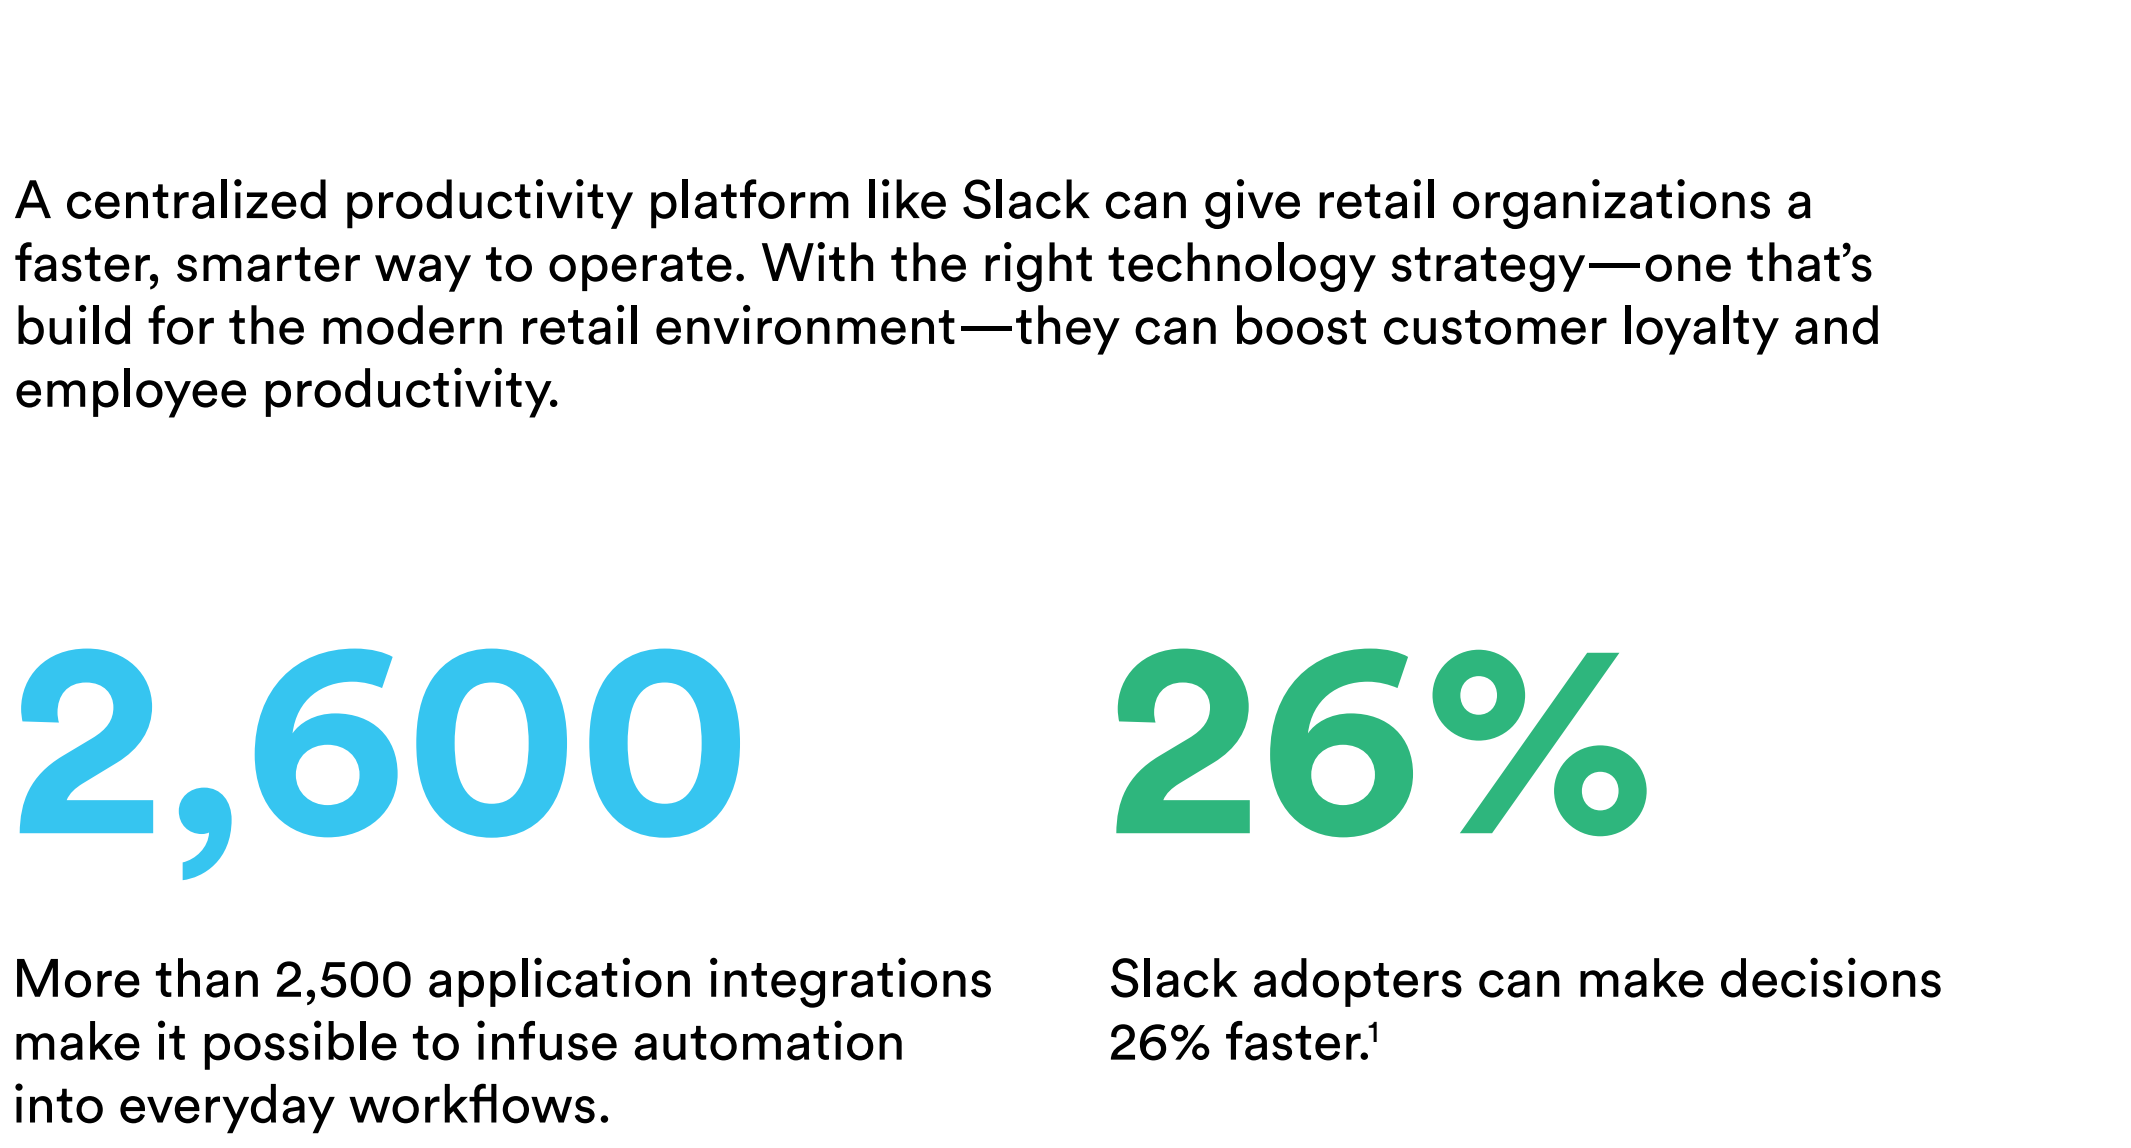 A centralized productivity platform like Slack can give retail organizations a
faster, smarter way to operate. With the right technology strategy—one that’s
build for the modern retail environment—they can boost customer loyalty and
employee productivity.
2,600
More than 2,500 application integrations
make it possible to infuse automation
into everyday workflows.
26%
Slack adopters can make decisions
26% faster.¹